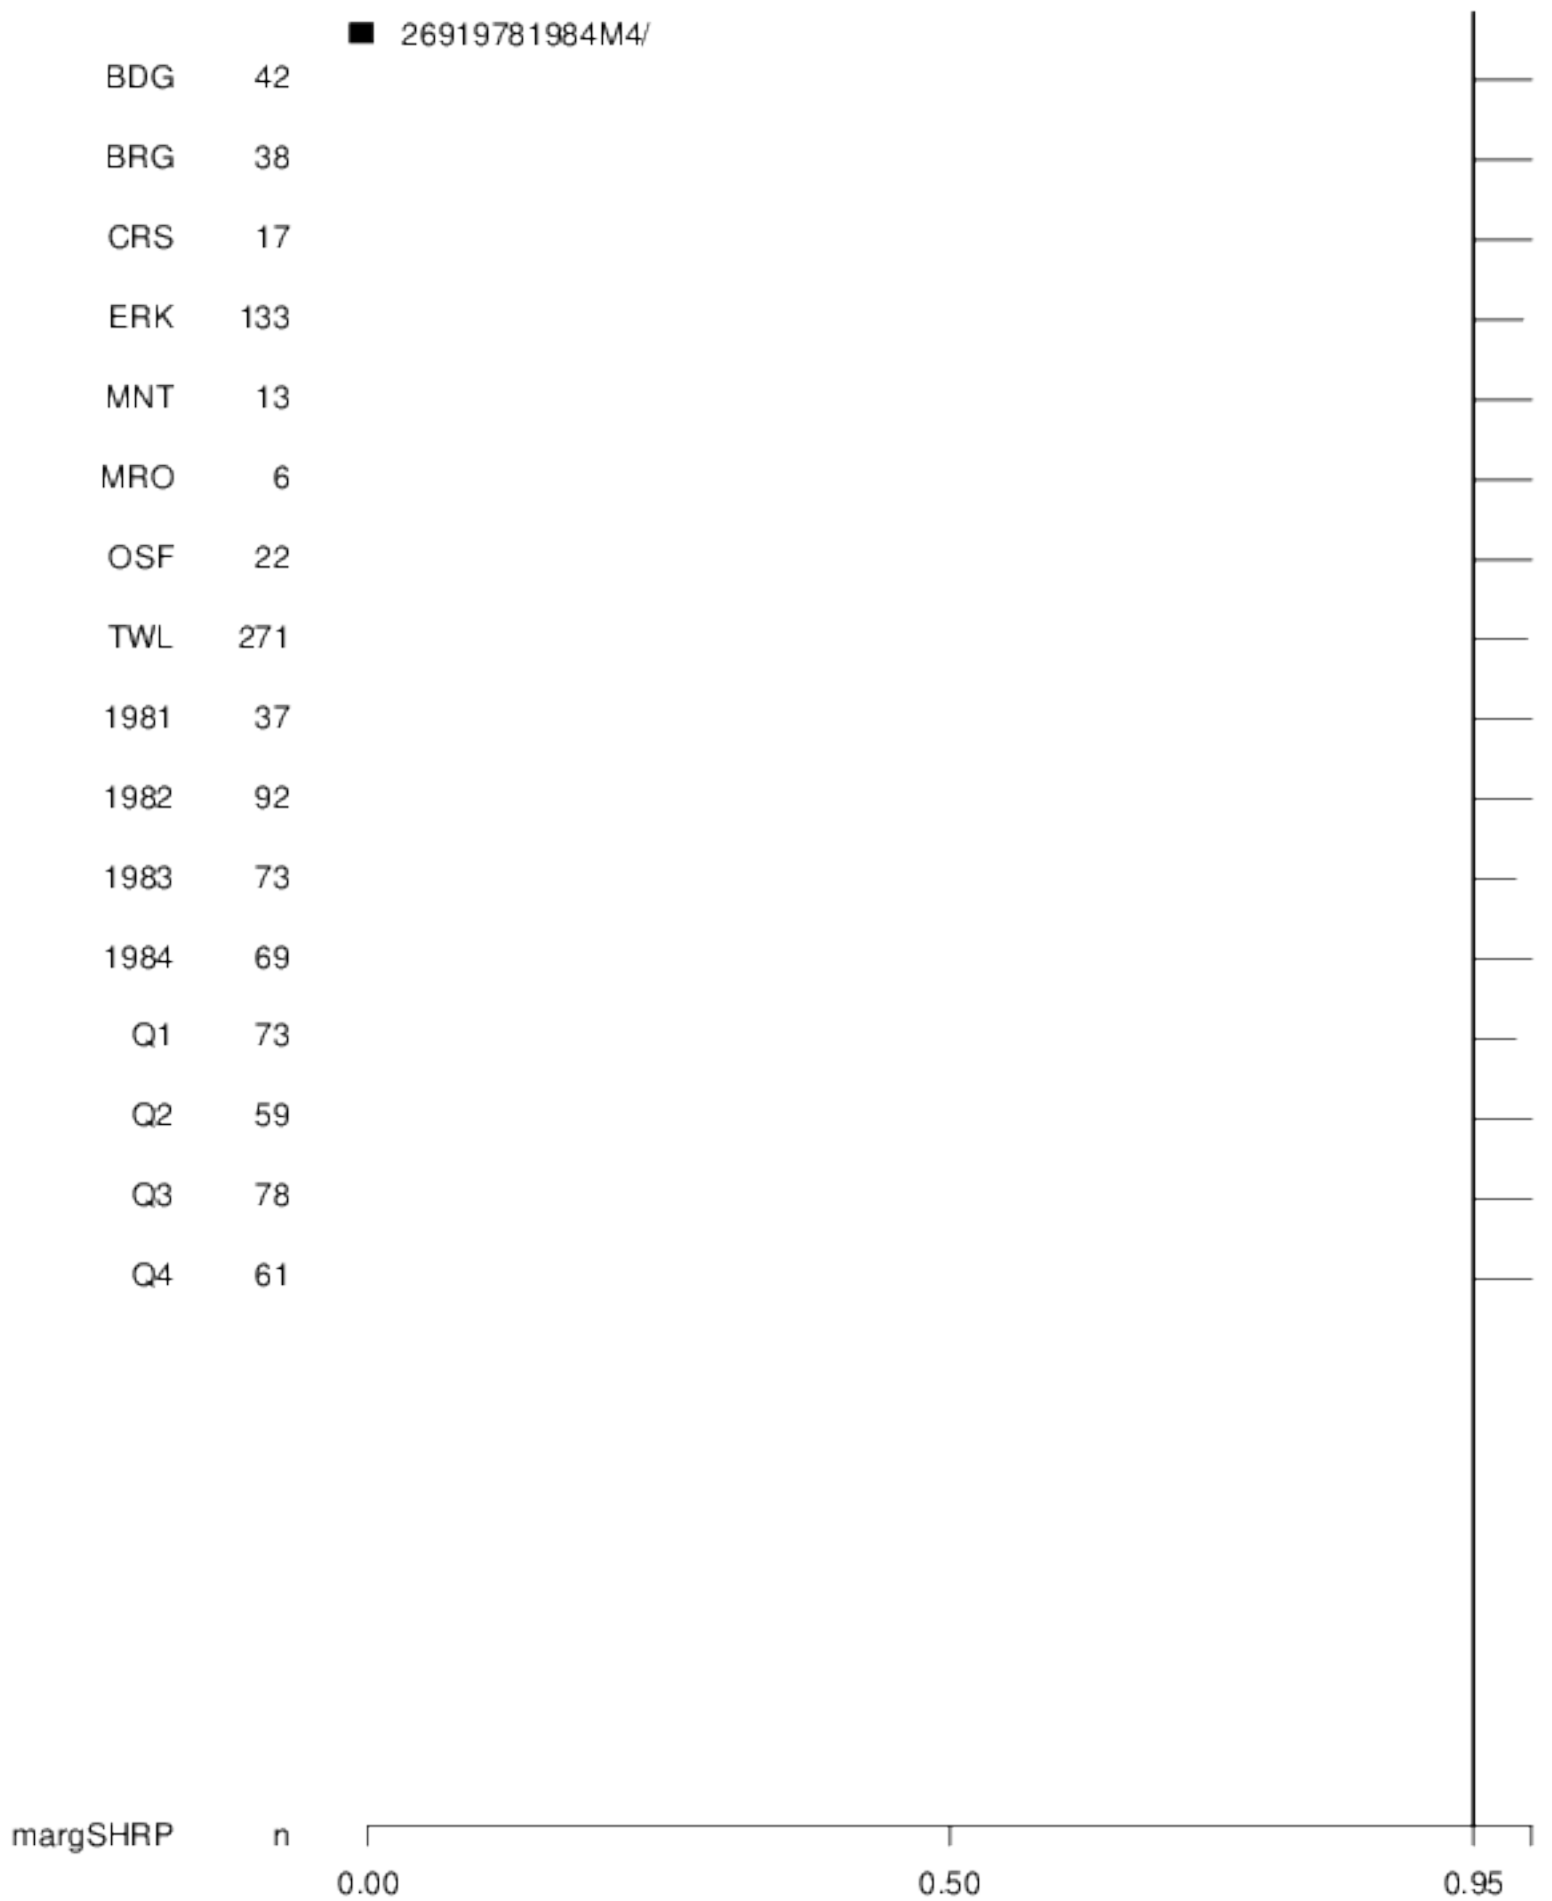 26919781984M4/
BDG 42
BRG 38
CRS 17
ERK 133
MNT 13
MRO 6
OSF 22
TWL 271
1981 37
1982 92
1983 73
1984 69
Q1 73
Q2 59
Q3 78
Q4 61
margSHRP n
0.00 0.50 0.95